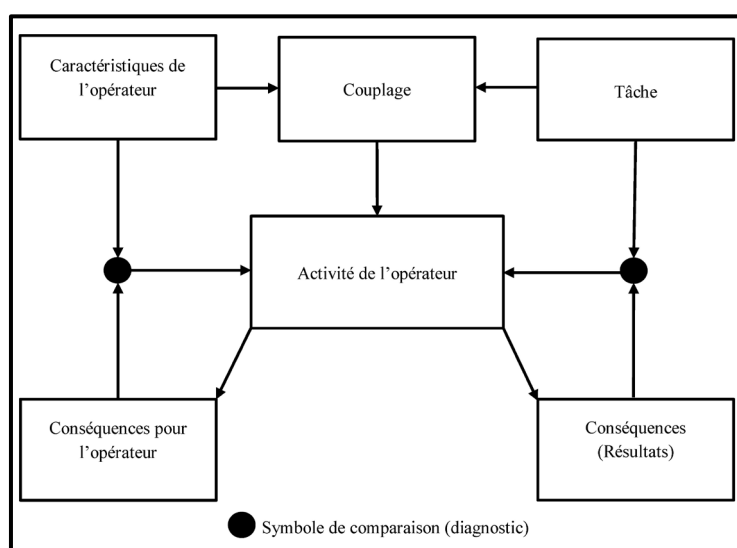 Caractéristiques de
l’opérateur
Couplage
Tâche
Activité de l’opérateur
Conséquences pour
l’opérateur
Conséquences
(Résultats)
Symbole de comparaison (diagnostic)